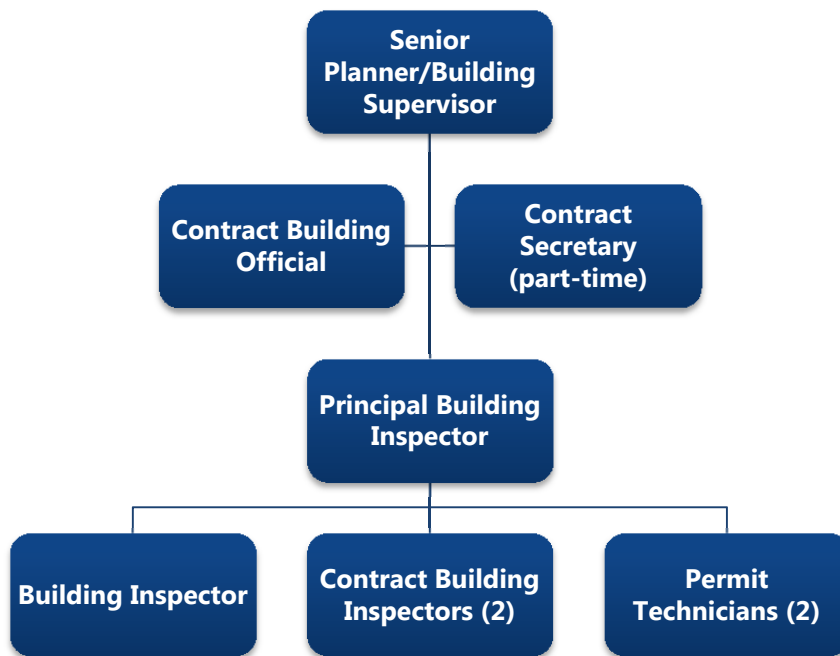 Senior
Planner/Building
Supervisor
Contract Building
Official
Contract
Secretary
(part-time)
Principal Building
Inspector
Building Inspector
Contract Building
Inspectors (2)
Permit
Technicians (2)